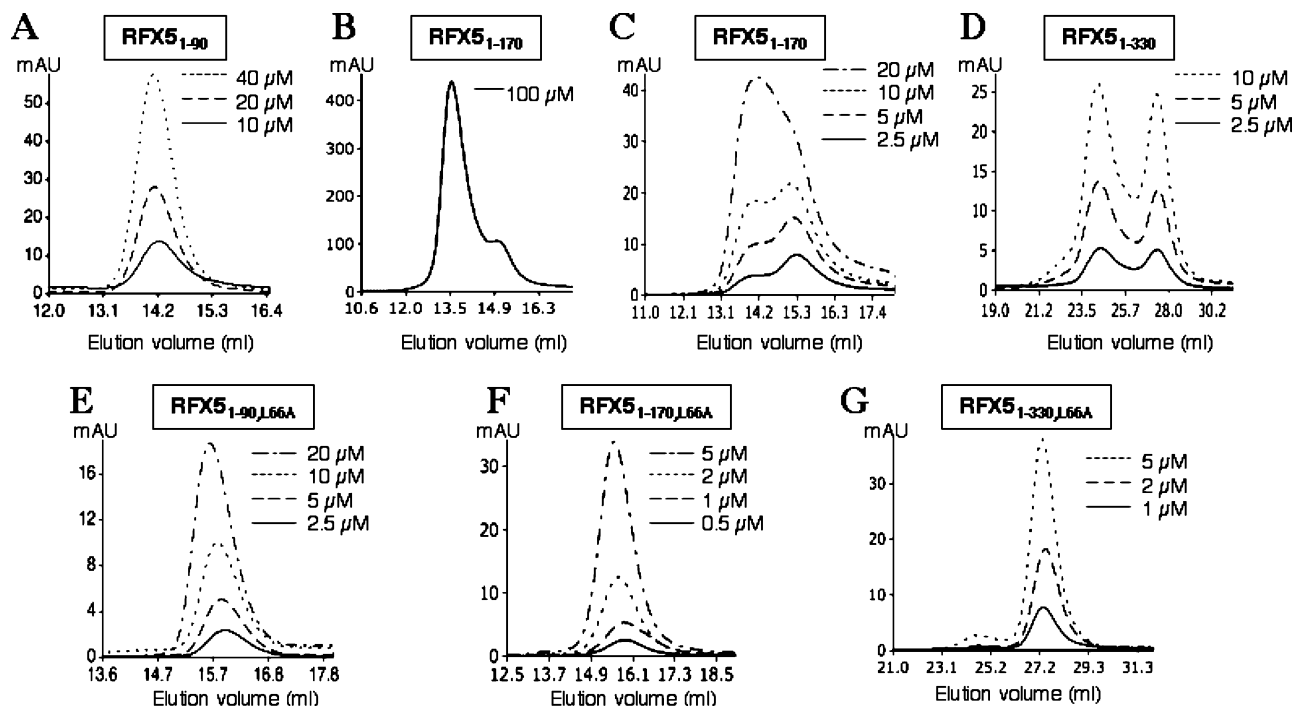 A
RFX5₁₋₉₀
mAU
40 µM
20 µM
10 µM
50
40
30
20
10
0
12.0 13.1 14.2 15.3 16.4
Elution volume (ml)
B
RFX5₁₋₁₇₀
mAU
100 µM
400
300
200
100
0
10.6 12.1 13.5 14.9 16.3
Elution volume (ml)
C
RFX5₁₋₁₇₀
mAU
20 µM
10 µM
5 µM
2.5 µM
40
30
20
10
0
11.0 12.1 13.1 14.2 15.3 16.3 17.4
Elution volume (ml)
D
RFX5₁₋₃₃₀
mAU
10 µM
5 µM
2.5 µM
25
20
15
10
5
0
19.0 21.2 23.5 25.7 28.0 30.2
Elution volume (ml)
E
RFX5₁₋₉₀,L66A
mAU
20 µM
10 µM
5 µM
2.5 µM
16
12
8
4
0
13.6 14.7 15.7 16.8 17.8
Elution volume (ml)
F
RFX5₁₋₁₇₀,L66A
mAU
5 µM
2 µM
1 µM
0.5 µM
30
20
10
0
12.5 13.7 14.9 16.1 17.3 18.5
Elution volume (ml)
G
RFX5₁₋₃₃₀,L66A
mAU
5 µM
2 µM
1 µM
30
20
10
0
21.0 23.1 25.2 27.2 29.3 31.3
Elution volume (ml)